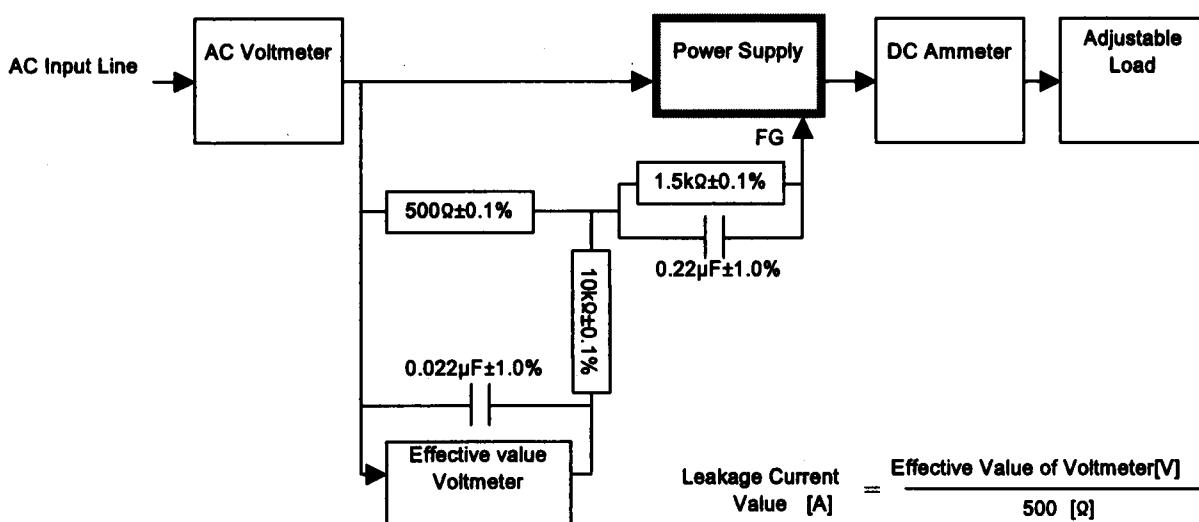 AC Input Line
AC Voltmeter
Power Supply
DC Ammeter
Adjustable
Load
FG
1.5kΩ±0.1%
500Ω±0.1%
0.22µF±1.0%
10kΩ±0.1%
0.022µF±1.0%
Effective value
Voltmeter
Leakage Current
Value [A]
=
Effective Value of Voltmeter[V]
500 [Ω]